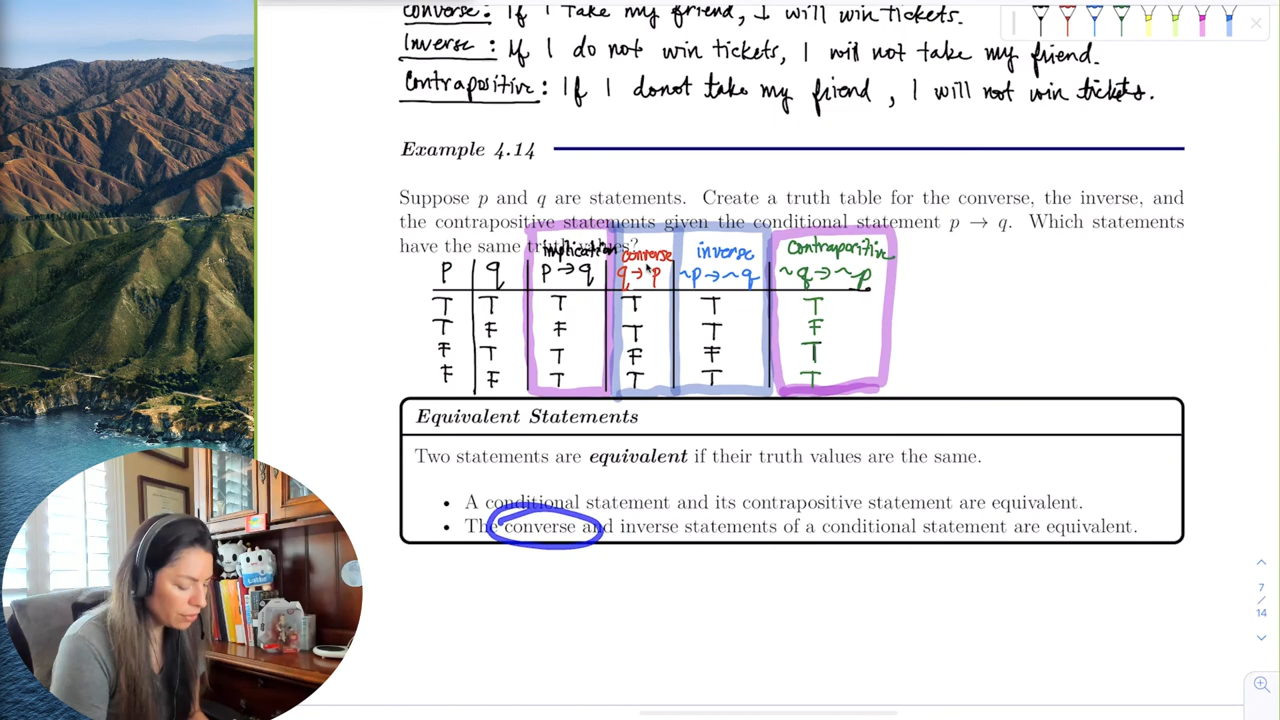 Converse: If I take my friend, I will win tickets.
Inverse: If I do not win tickets, I will not take my friend.
Contrapositive: If I donot take my friend, I will not win tickets.
Example 4.14
Suppose p and q are statements. Create a truth table for the converse, the inverse, and
the contrapositive statements given the conditional statement p → q. Which statements
have the same truth values?
implication converse inverse contrapositive
p q p → q q → p ~p → ~q ~q → ~p
T T T T T T
T F F T T F
F T T F F T
F F T T T T
Equivalent Statements
Two statements are equivalent if their truth values are the same.
• A conditional statement and its contrapositive statement are equivalent.
• The converse and inverse statements of a conditional statement are equivalent.
7
/
14